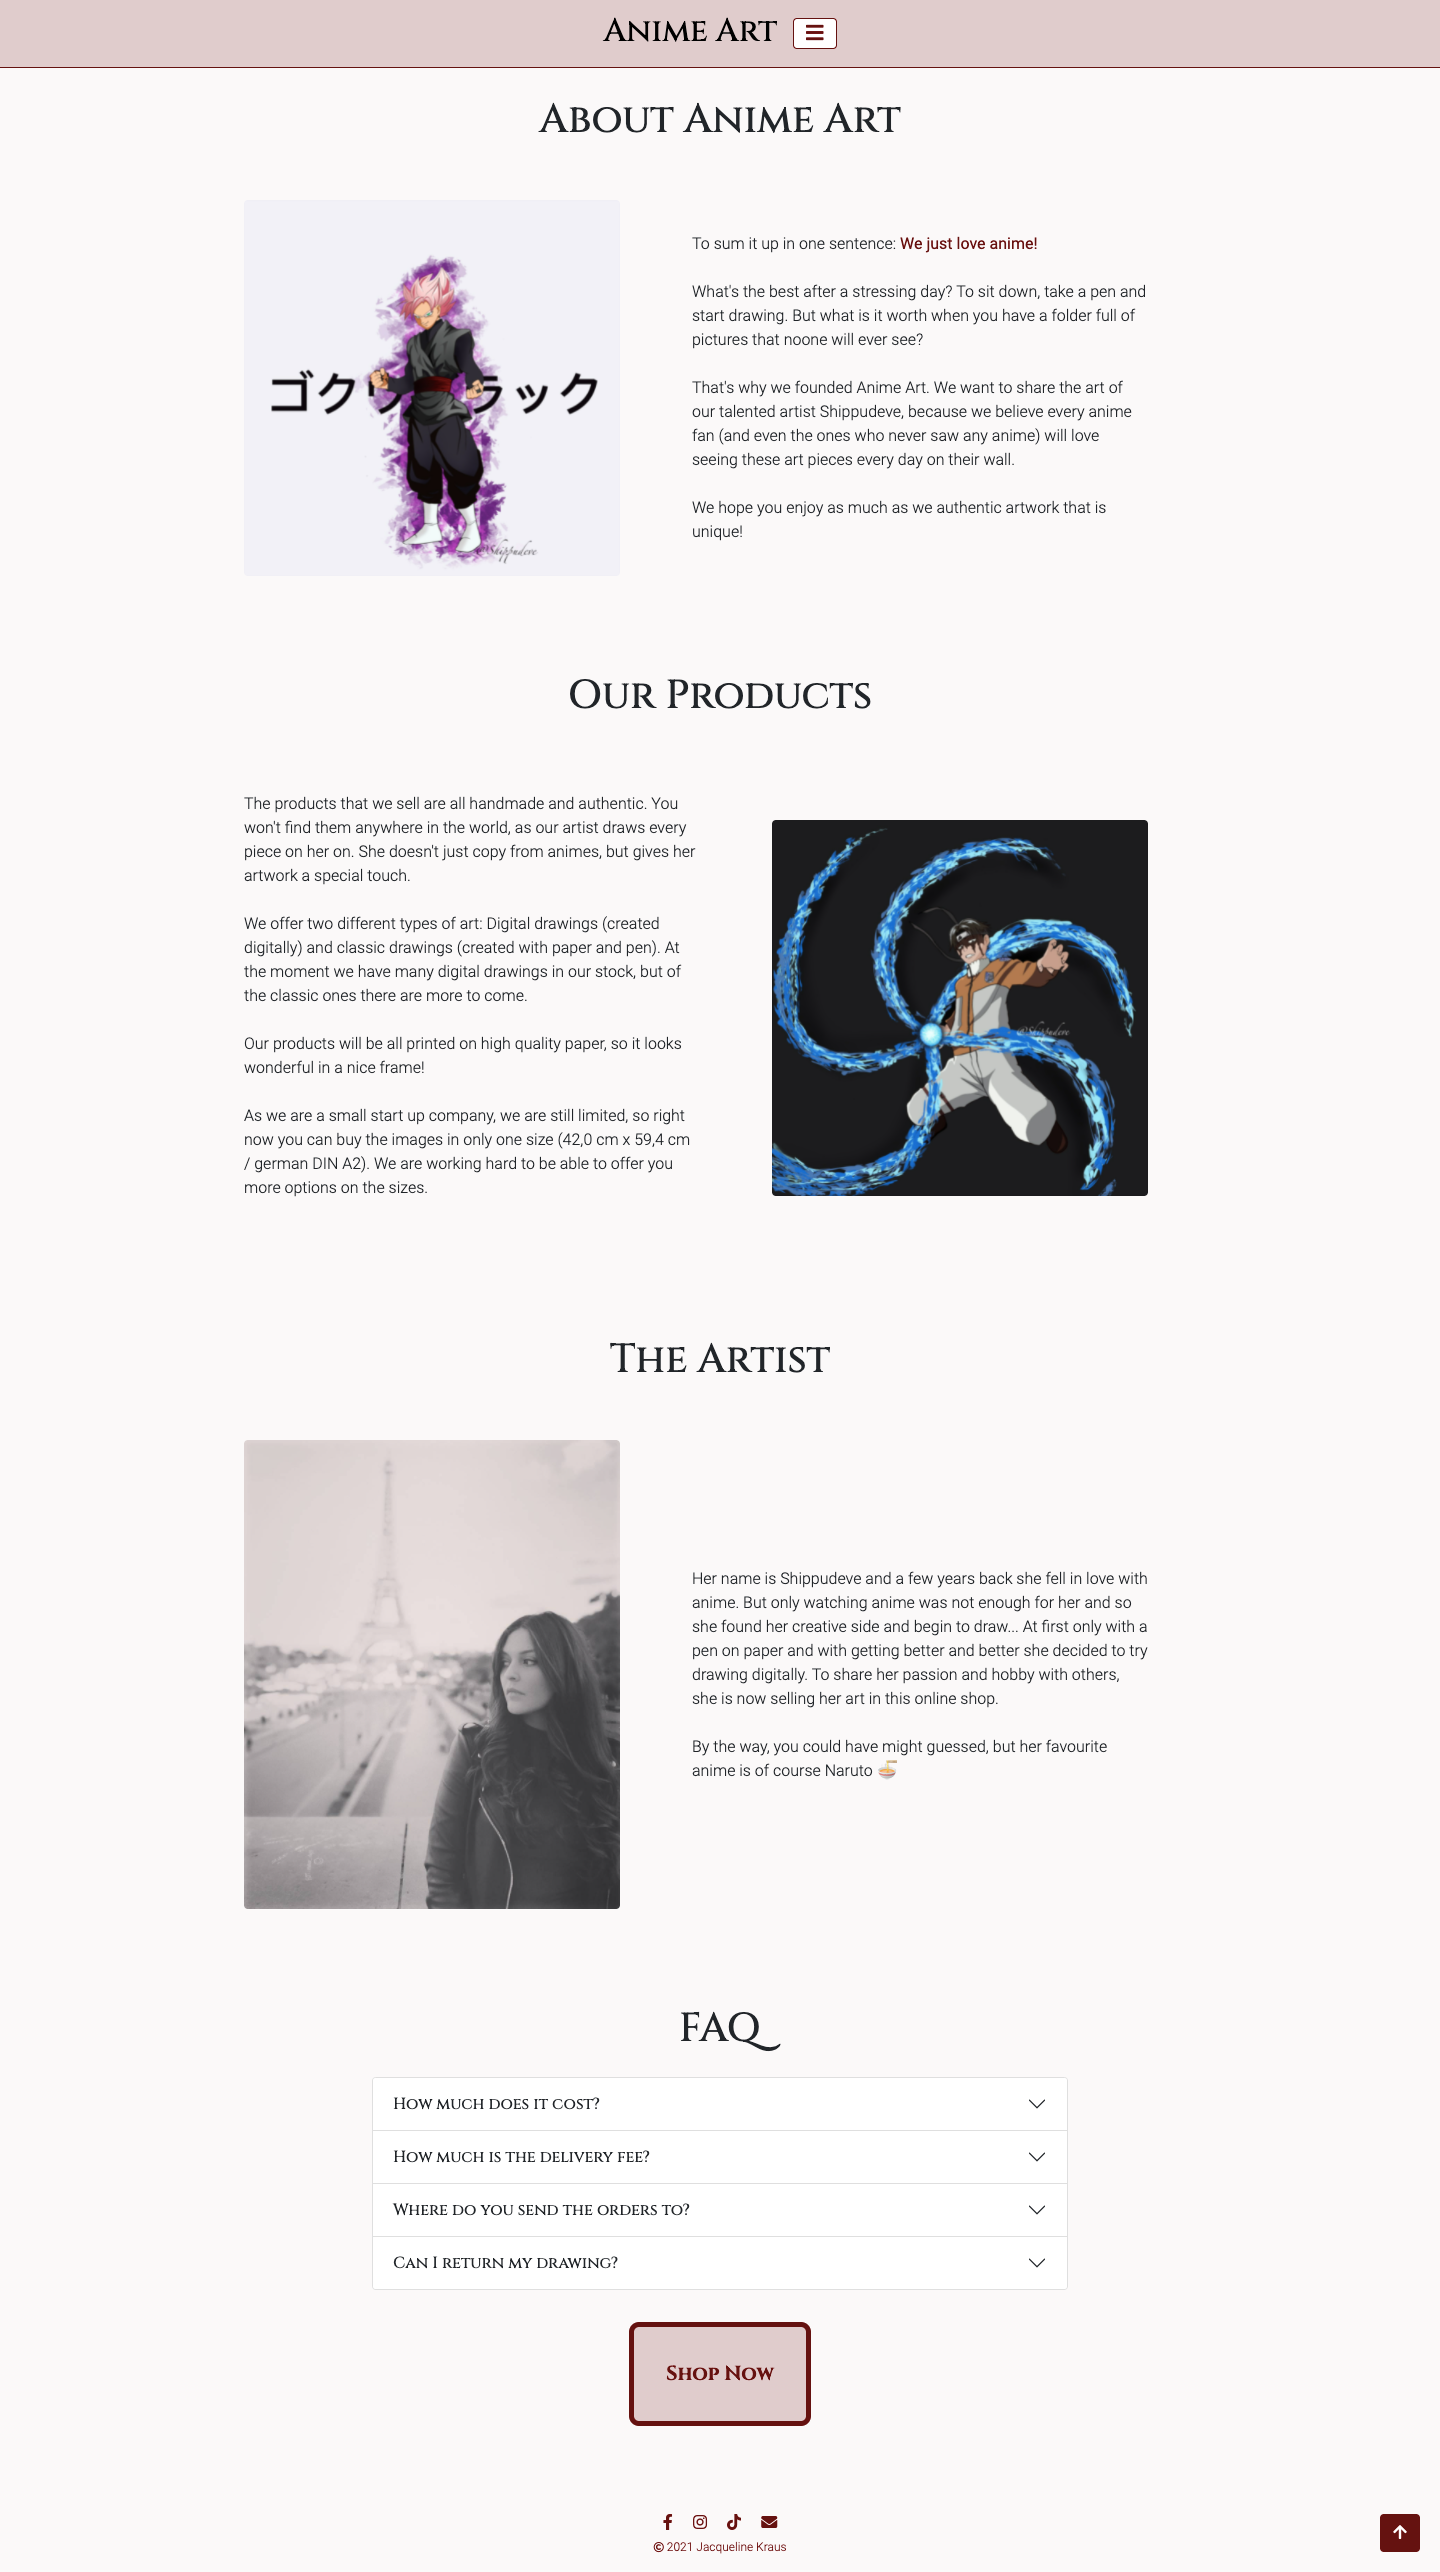 Anime Art
About Anime Art
ゴクウ ラック
Shippudeve
To sum it up in one sentence: We just love anime!
What's the best after a stressing day? To sit down, take a pen and
start drawing. But what is it worth when you have a folder full of
pictures that noone will ever see?
That's why we founded Anime Art. We want to share the art of
our talented artist Shippudeve, because we believe every anime
fan (and even the ones who never saw any anime) will love
seeing these art pieces every day on their wall.
We hope you enjoy as much as we authentic artwork that is
unique!
Our Products
The products that we sell are all handmade and authentic. You
won't find them anywhere in the world, as our artist draws every
piece on her on. She doesn't just copy from animes, but gives her
artwork a special touch.
We offer two different types of art: Digital drawings (created
digitally) and classic drawings (created with paper and pen). At
the moment we have many digital drawings in our stock, but of
the classic ones there are more to come.
Our products will be all printed on high quality paper, so it looks
wonderful in a nice frame!
As we are a small start up company, we are still limited, so right
now you can buy the images in only one size (42,0 cm x 59,4 cm
/ german DIN A2). We are working hard to be able to offer you
more options on the sizes.
@Shippudeve
The Artist
Her name is Shippudeve and a few years back she fell in love with
anime. But only watching anime was not enough for her and so
she found her creative side and begin to draw... At first only with a
pen on paper and with getting better and better she decided to try
drawing digitally. To share her passion and hobby with others,
she is now selling her art in this online shop.
By the way, you could have might guessed, but her favourite
anime is of course Naruto 🍜
FAQ
How much does it cost?
How much is the delivery fee?
Where do you send the orders to?
Can I return my drawing?
Shop Now
© 2021 Jacqueline Kraus